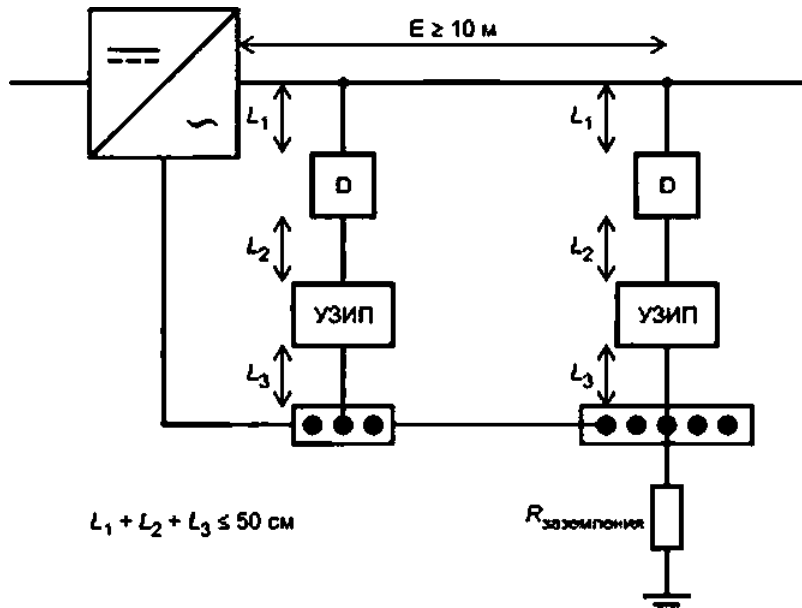 E ≥ 10 м
L1
L1
D
D
L2
L2
УЗИП
УЗИП
L3
L3
L1 + L2 + L3 ≤ 50 см
Rзаземления